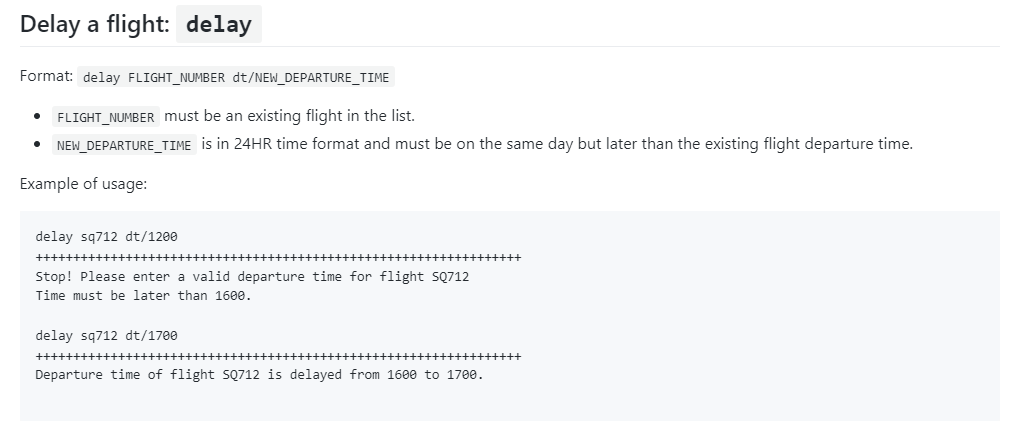 Delay a flight: delay
Format: delay FLIGHT_NUMBER dt/NEW_DEPARTURE_TIME
• FLIGHT_NUMBER must be an existing flight in the list.
• NEW_DEPARTURE_TIME is in 24HR time format and must be on the same day but later than the existing flight departure time.
Example of usage:
delay sq712 dt/1200
+++++++++++++++++++++++++++++++++++++++++++++++++++++++++++++++++
Stop! Please enter a valid departure time for flight SQ712
Time must be later than 1600.
delay sq712 dt/1700
+++++++++++++++++++++++++++++++++++++++++++++++++++++++++++++++++
Departure time of flight SQ712 is delayed from 1600 to 1700.